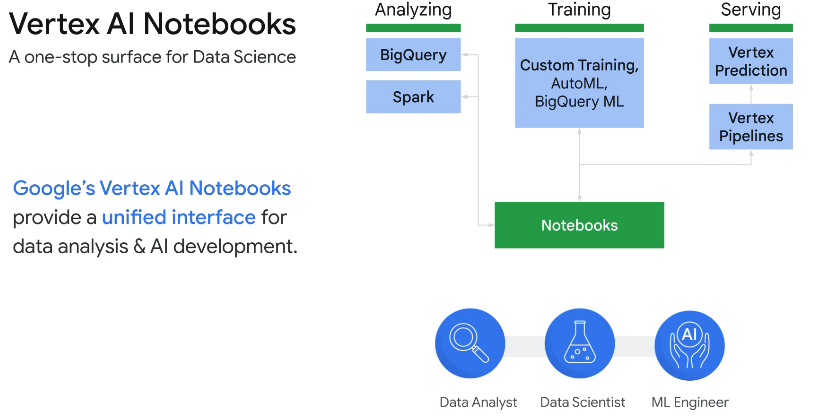 Vertex AI Notebooks
A one-stop surface for Data Science
Google's Vertex AI Notebooks
provide a unified interface for
data analysis & AI development.
Analyzing
BigQuery
Spark
Training
Custom Training,
AutoML,
BigQuery ML
Serving
Vertex
Prediction
Vertex
Pipelines
Notebooks
AI
Data Analyst
Data Scientist
ML Engineer